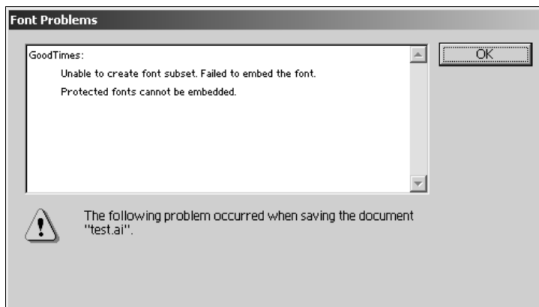 Font Problems
GoodTimes:
Unable to create font subset. Failed to embed the font.
Protected fonts cannot be embedded.
OK
The following problem occurred when saving the document
"test.ai".